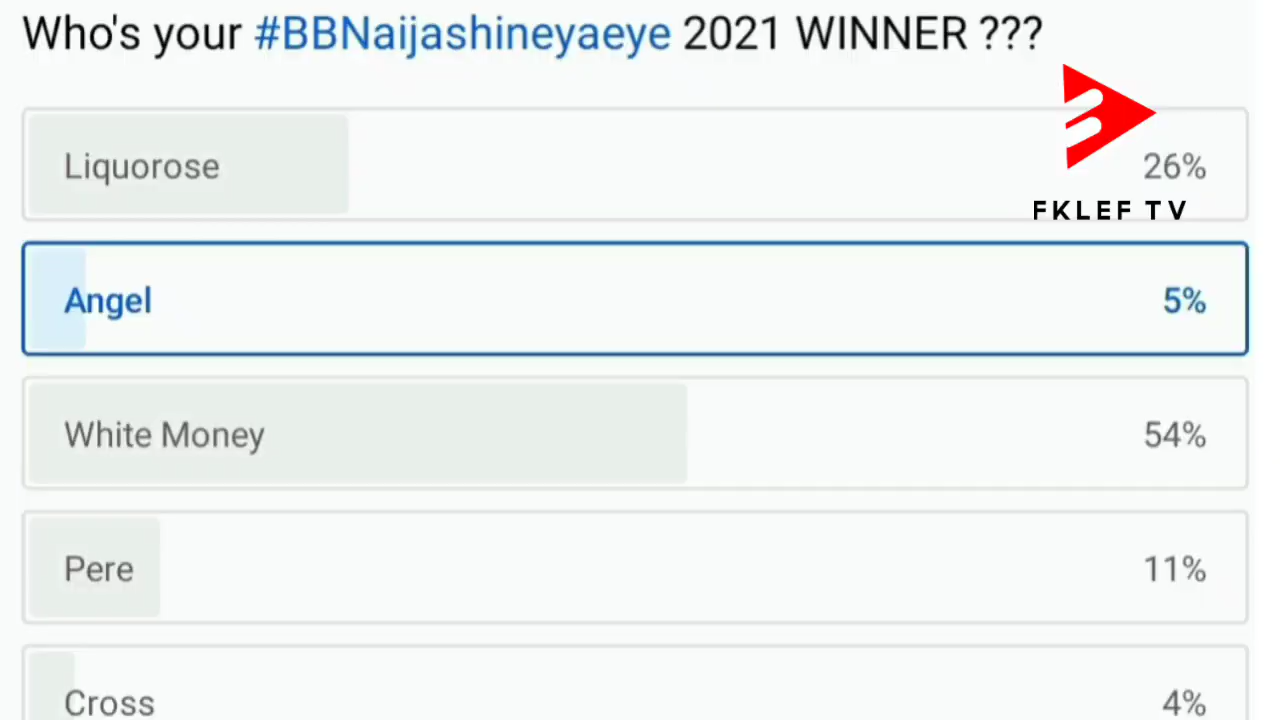 Who's your #BBNaijashineyaeye 2021 WINNER ???
Liquorose 26%
FKLEF TV
Angel 5%
White Money 54%
Pere 11%
Cross 4%